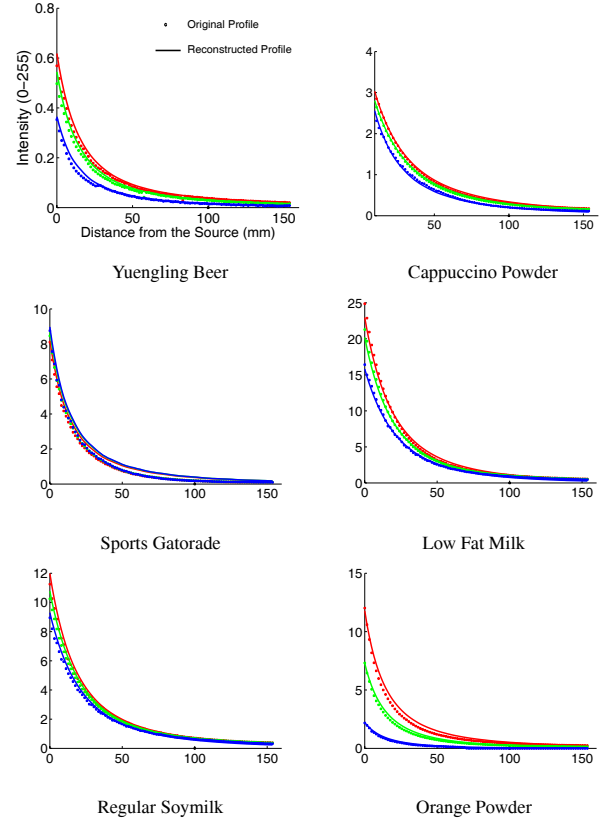 0.8
Original Profile
Reconstructed Profile
0.6
0.4
0.2
0
Intensity (0−255)
0 50 100 150
Distance from the Source (mm)
Yuengling Beer
4
3
2
1
0
50 100 150
Cappuccino Powder
10
8
6
4
2
0
0 50 100 150
Sports Gatorade
25
20
15
10
5
0
0 50 100 150
Low Fat Milk
12
10
8
6
4
2
0
0 50 100 150
Regular Soymilk
15
10
5
0
0 50 100 150
Orange Powder